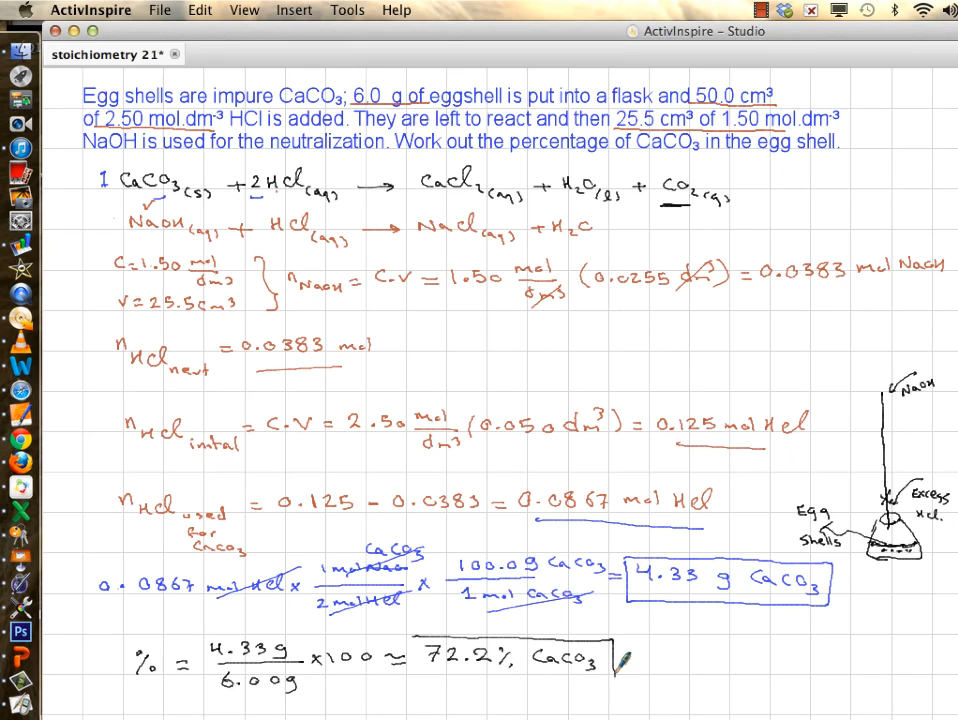 ActivInspire File Edit View Insert Tools Help
ActivInspire – Studio
stoichiometry 21*
Egg shells are impure CaCO₃; 6.0 g of eggshell is put into a flask and 50.0 cm³
of 2.50 mol.dm⁻³ HCl is added. They are left to react and then 25.5 cm³ of 1.50 mol.dm⁻³
NaOH is used for the neutralization. Work out the percentage of CaCO₃ in the egg shell.
1 CaCO₃(s) + 2HCl(aq) → CaCl₂(aq) + H₂O(l) + CO₂(g)
NaOH(aq) + HCl(aq) → NaCl(aq) + H₂O
C=1.50 mol/dm³
V=25.5cm³
nNaOH = C.V = 1.50 mol/dm³ (0.0255 dm³) = 0.0383 mol NaOH
nHCl neut = 0.0383 mol
nHCl initial = C.V = 2.50 mol/dm³ (0.050 dm³) = 0.125 mol HCl
nHCl used for CaCO₃ = 0.125 - 0.0383 = 0.0867 mol HCl
0.0867 mol HCl × 1 mol CaCO₃/2 mol HCl × 100.0g CaCO₃/1 mol CaCO₃ = 4.33 g CaCO₃
% = 4.33g/6.00g ×100 ≈ 72.2% CaCO₃
NaOH
Excess
HCl.
Egg
Shells
W
X
Ps
P